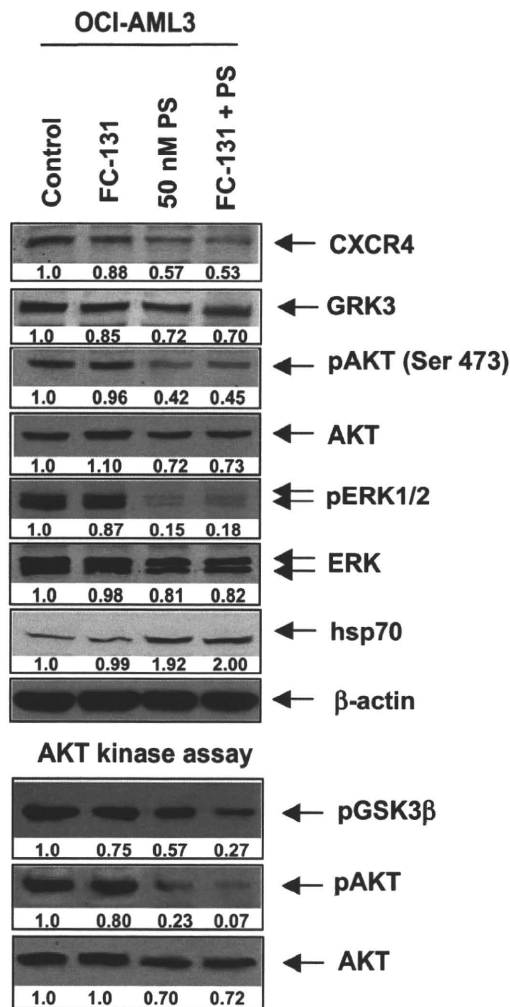 OCI-AML3
Control
FC-131
50 nM PS
FC-131 + PS
CXCR4
1.0 0.88 0.57 0.53
GRK3
1.0 0.85 0.72 0.70
pAKT (Ser 473)
1.0 0.96 0.42 0.45
AKT
1.0 1.10 0.72 0.73
pERK1/2
1.0 0.87 0.15 0.18
ERK
1.0 0.98 0.81 0.82
hsp70
1.0 0.99 1.92 2.00
β-actin
AKT kinase assay
pGSK3β
1.0 0.75 0.57 0.27
pAKT
1.0 0.80 0.23 0.07
AKT
1.0 1.0 0.70 0.72